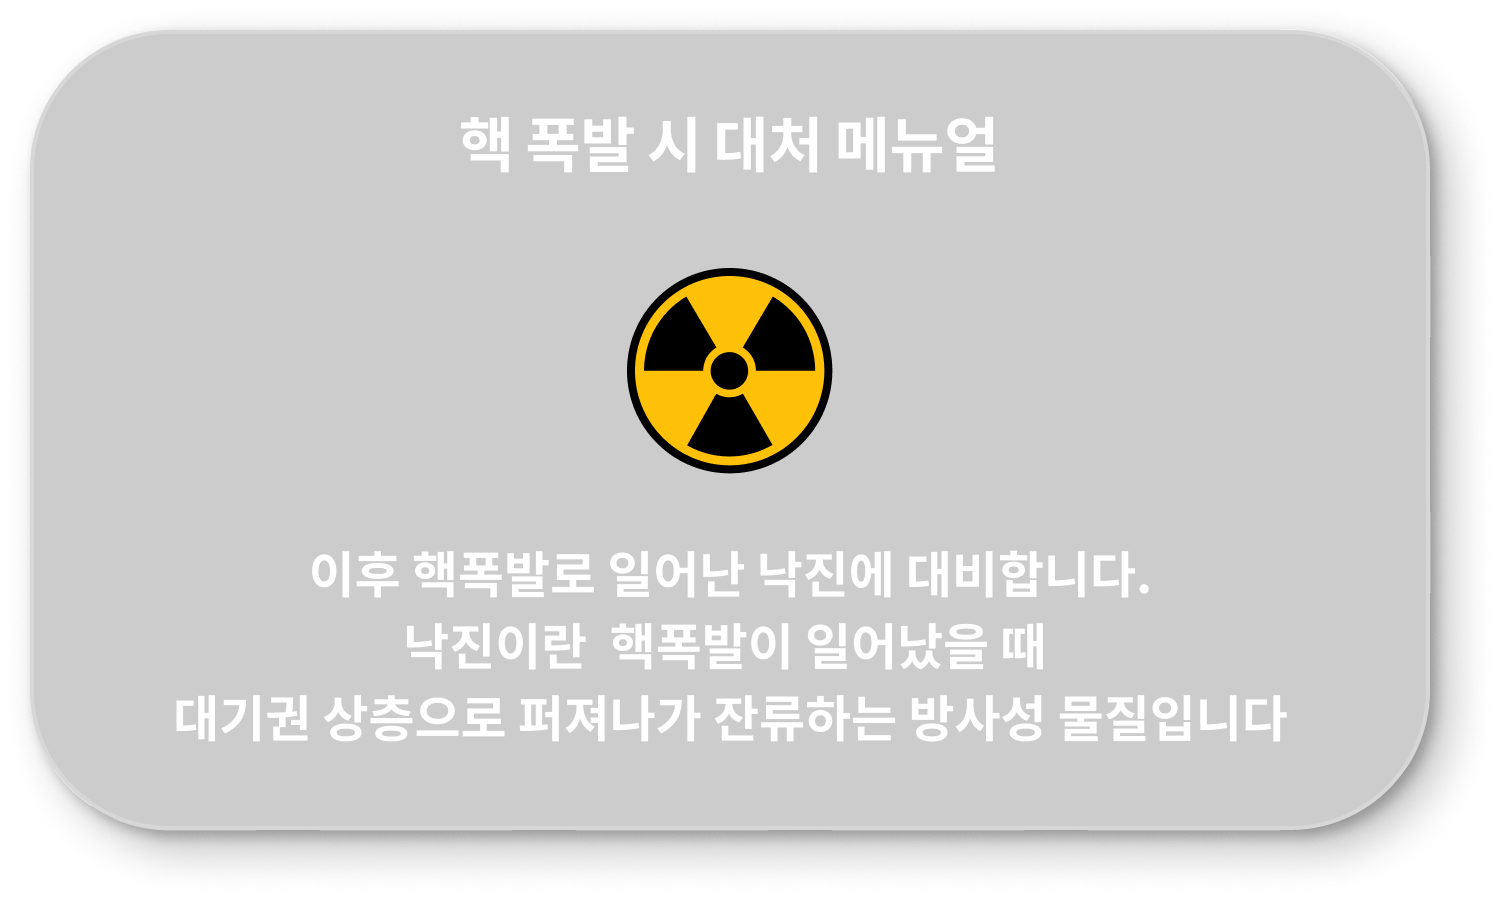 핵 폭발 시 대처 메뉴얼
이후 핵폭발로 일어난 낙진에 대비합니다.
낙진이란 핵폭발이 일어났을 때
대기권 상층으로 퍼져나가 잔류하는 방사성 물질입니다